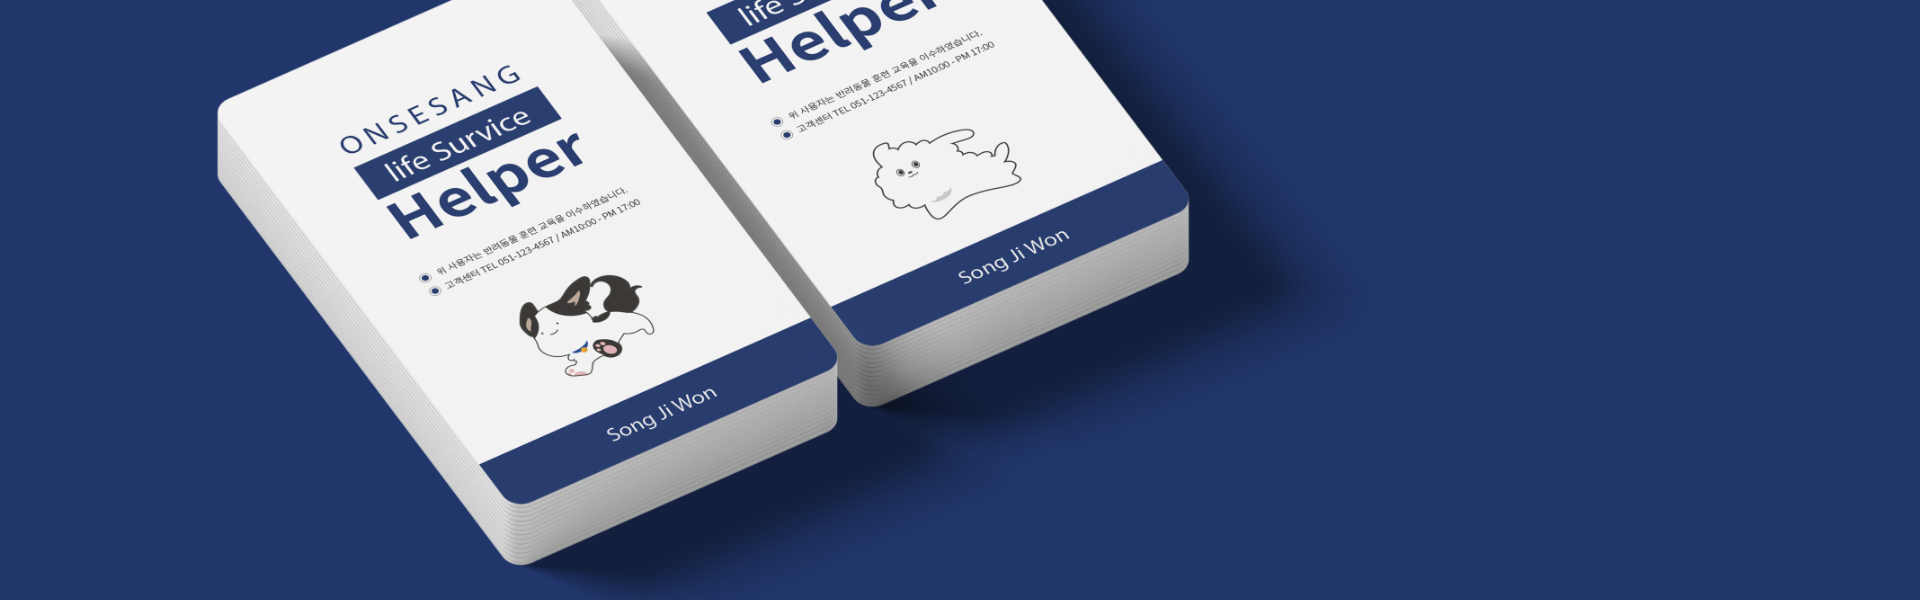 ONSESANG
life Survice
Helper
위 사용자는 반려동물 훈련 교육을 이수하였습니다.
고객센터 TEL 051-123-4567 / AM10:00 - PM 17:00
Song Ji Won
life S
Helper
위 사용자는 반려동물 훈련 교육을 이수하였습니다.
고객센터 TEL 051-123-4567 / AM10:00 - PM 17:00
Song Ji Won